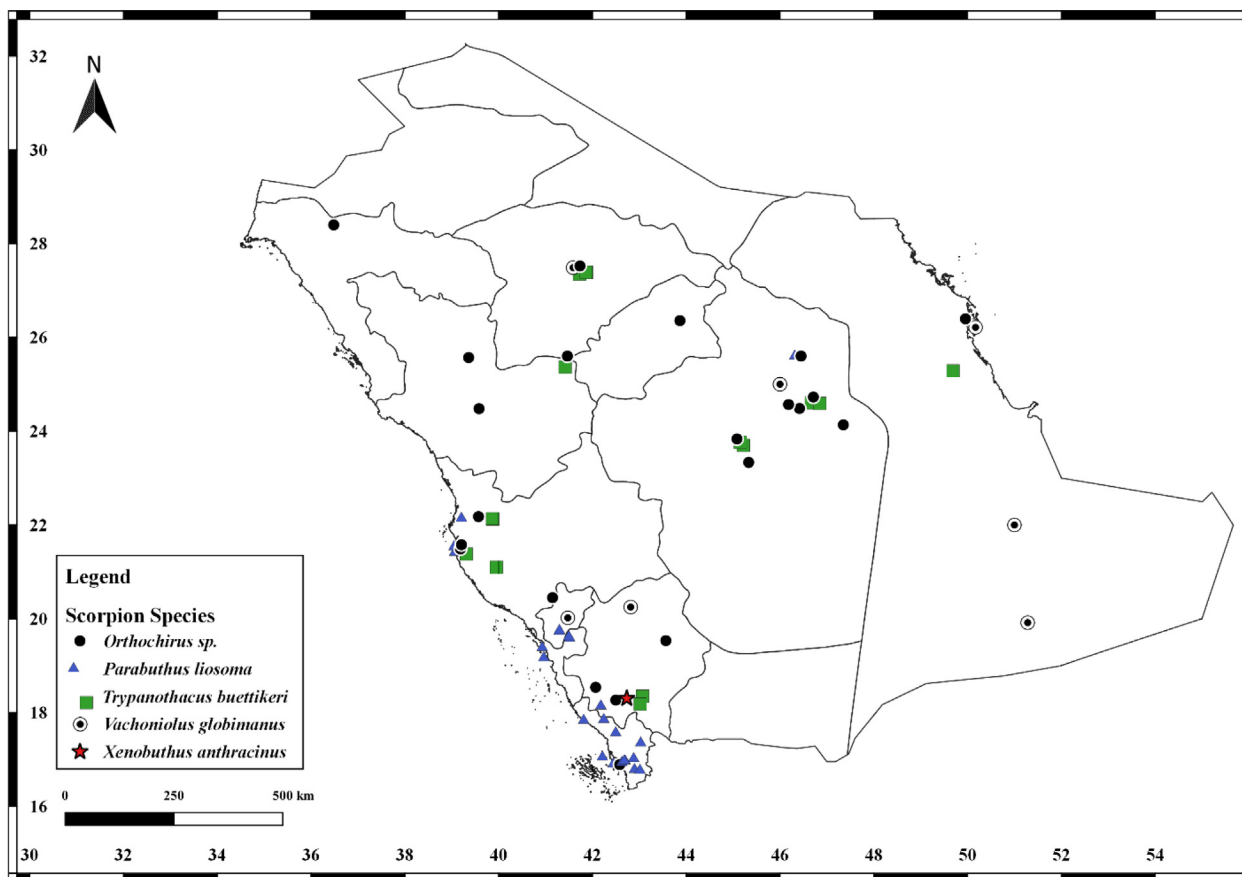 N
32
30
28
26
24
22
20
18
16
Legend
Scorpion Species
Orthochirus sp.
Parabuthus liosoma
Trypanothacus buettikeri
Vachoniolus globimanus
Xenobuthus anthracinus
0 250 500 km
30 32 34 36 38 40 42 44 46 48 50 52 54